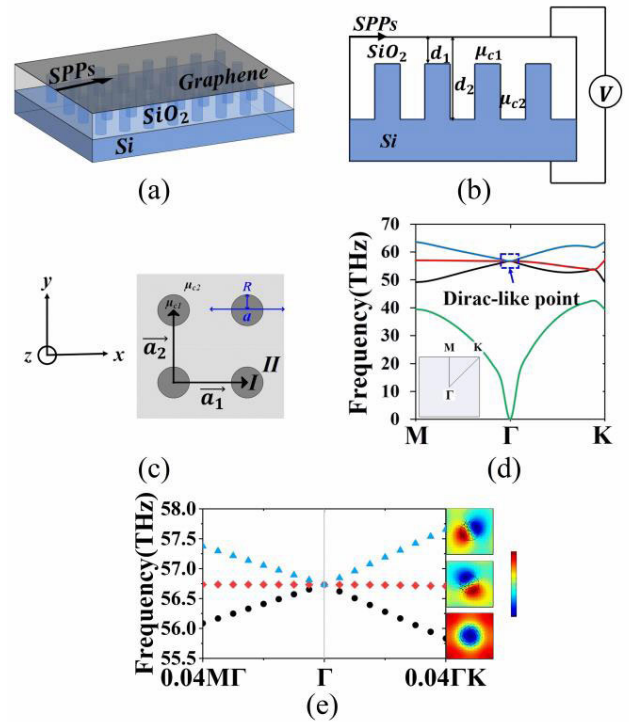 SPPs
Graphene
SiO₂
Si
(a)
SPPs
SiO₂
d₁
μc1
d₂
μc2
V
Si
(b)
y
z
x
μc2
R
μc1
a
a₂
I
II
a₁
(c)
Frequency(THz)
70
60
50
40
30
20
10
0
Dirac-like point
M
K
Γ
M
Γ
K
(d)
Frequency(THz)
58.0
57.5
57.0
56.5
56.0
55.5
0.04MΓ
Γ
0.04ΓK
(e)